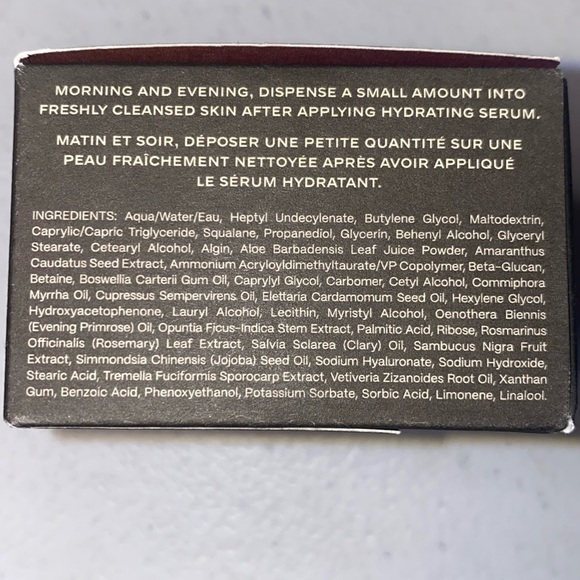 MORNING AND EVENING, DISPENSE A SMALL AMOUNT INTO
FRESHLY CLEANSED SKIN AFTER APPLYING HYDRATING SERUM.
MATIN ET SOIR, DÉPOSER UNE PETITE QUANTITÉ SUR UNE
PEAU FRAÎCHEMENT NETTOYÉE APRÈS AVOIR APPLIQUÉ
LE SÉRUM HYDRATANT.
INGREDIENTS: Aqua/Water/Eau, Heptyl Undecylenate, Butylene Glycol, Maltodextrin,
Caprylic/Capric Triglyceride, Squalane, Propanediol, Glycerin, Behenyl Alcohol, Glyceryl
Stearate, Cetearyl Alcohol, Algin, Aloe Barbadensis Leaf Juice Powder, Amaranthus
Caudatus Seed Extract, Ammonium Acryloyldimethyltaurate/VP Copolymer, Beta-Glucan,
Betaine, Boswellia Carterii Gum Oil, Caprylyl Glycol, Carbomer, Cetyl Alcohol, Commiphora
Myrrha Oil, Cupressus Sempervirens Oil, Elettaria Cardamomum Seed Oil, Hexylene Glycol,
Hydroxyacetophenone, Lauryl Alcohol, Lecithin, Myristyl Alcohol, Oenothera Biennis
(Evening Primrose) Oil, Opuntia Ficus-Indica Stem Extract, Palmitic Acid, Ribose, Rosmarinus
Officinalis (Rosemary) Leaf Extract, Salvia Sclarea (Clary) Oil, Sambucus Nigra Fruit
Extract, Simmondsia Chinensis (Jojoba) Seed Oil, Sodium Hyaluronate, Sodium Hydroxide,
Stearic Acid, Tremella Fuciformis Sporocarp Extract, Vetiveria Zizanoides Root Oil, Xanthan
Gum, Benzoic Acid, Phenoxyethanol, Potassium Sorbate, Sorbic Acid, Limonene, Linalool.